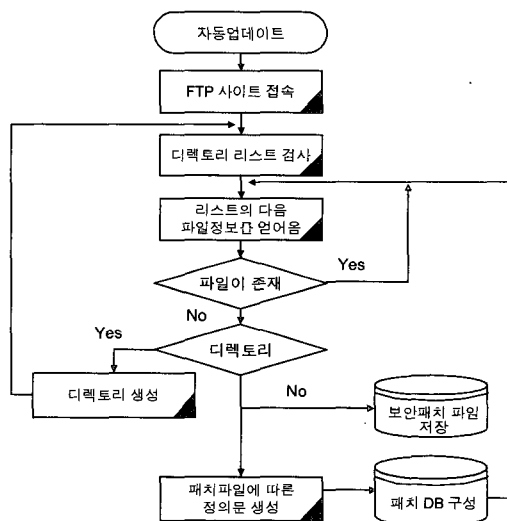 자동업데이트
FTP 사이트 접속
디렉토리 리스트 검사
리스트의 다음
파일정보를 얻어옴
파일이 존재
Yes
No
Yes
디렉토리
디렉토리 생성
No
보안패치 파일
저장
패치파일에 따른
정의문 생성
패치 DB 구성